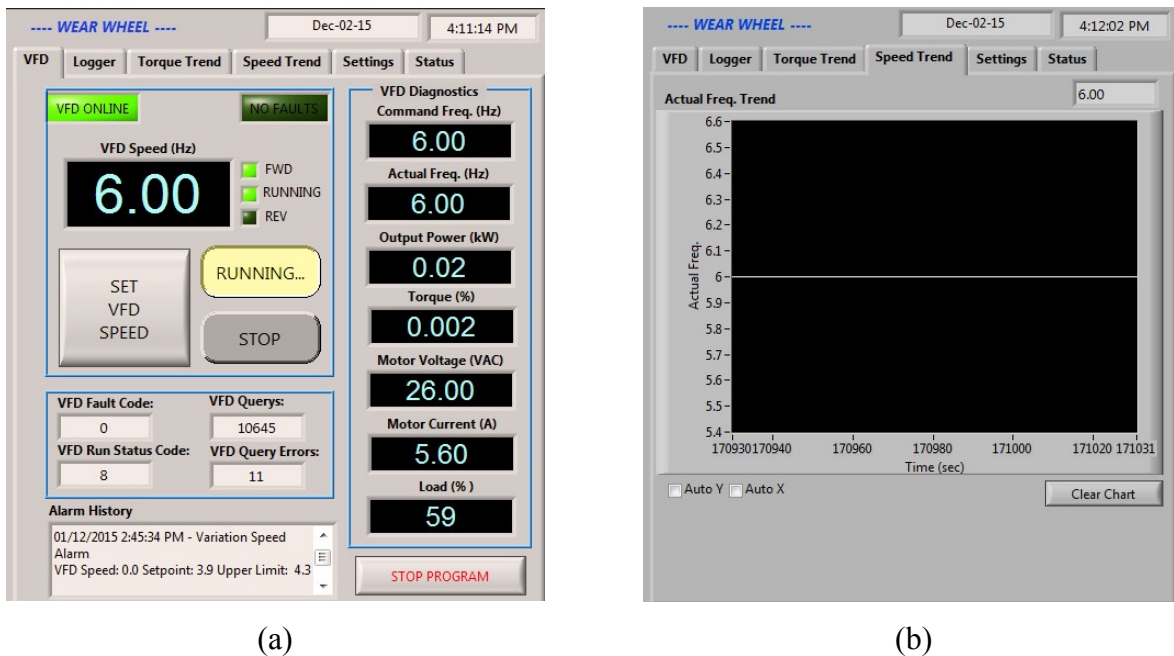 ---- WEAR WHEEL ----
Dec-02-15
4:11:14 PM
VFD Logger Torque Trend Speed Trend Settings Status
VFD ONLINE
NO FAULTS
VFD Speed (Hz)
6.00
FWD
RUNNING
REV
SET
VFD
SPEED
RUNNING...
STOP
VFD Fault Code:
0
VFD Querys:
10645
VFD Run Status Code:
8
VFD Query Errors:
11
Alarm History
01/12/2015 2:45:34 PM - Variation Speed
Alarm
VFD Speed: 0.0 Setpoint: 3.9 Upper Limit: 4.3
VFD Diagnostics
Command Freq. (Hz)
6.00
Actual Freq. (Hz)
6.00
Output Power (kW)
0.02
Torque (%)
0.002
Motor Voltage (VAC)
26.00
Motor Current (A)
5.60
Load (% )
59
STOP PROGRAM
(a)
---- WEAR WHEEL ----
Dec-02-15
4:12:02 PM
VFD Logger Torque Trend Speed Trend Settings Status
Actual Freq. Trend
6.00
Actual Freq.
6.6
6.5
6.4
6.3
6.2
6.1
6
5.9
5.8
5.7
5.6
5.5
5.4
170930 170940 170960 170980 171000 171020 171031
Time (sec)
Auto Y Auto X
Clear Chart
(b)